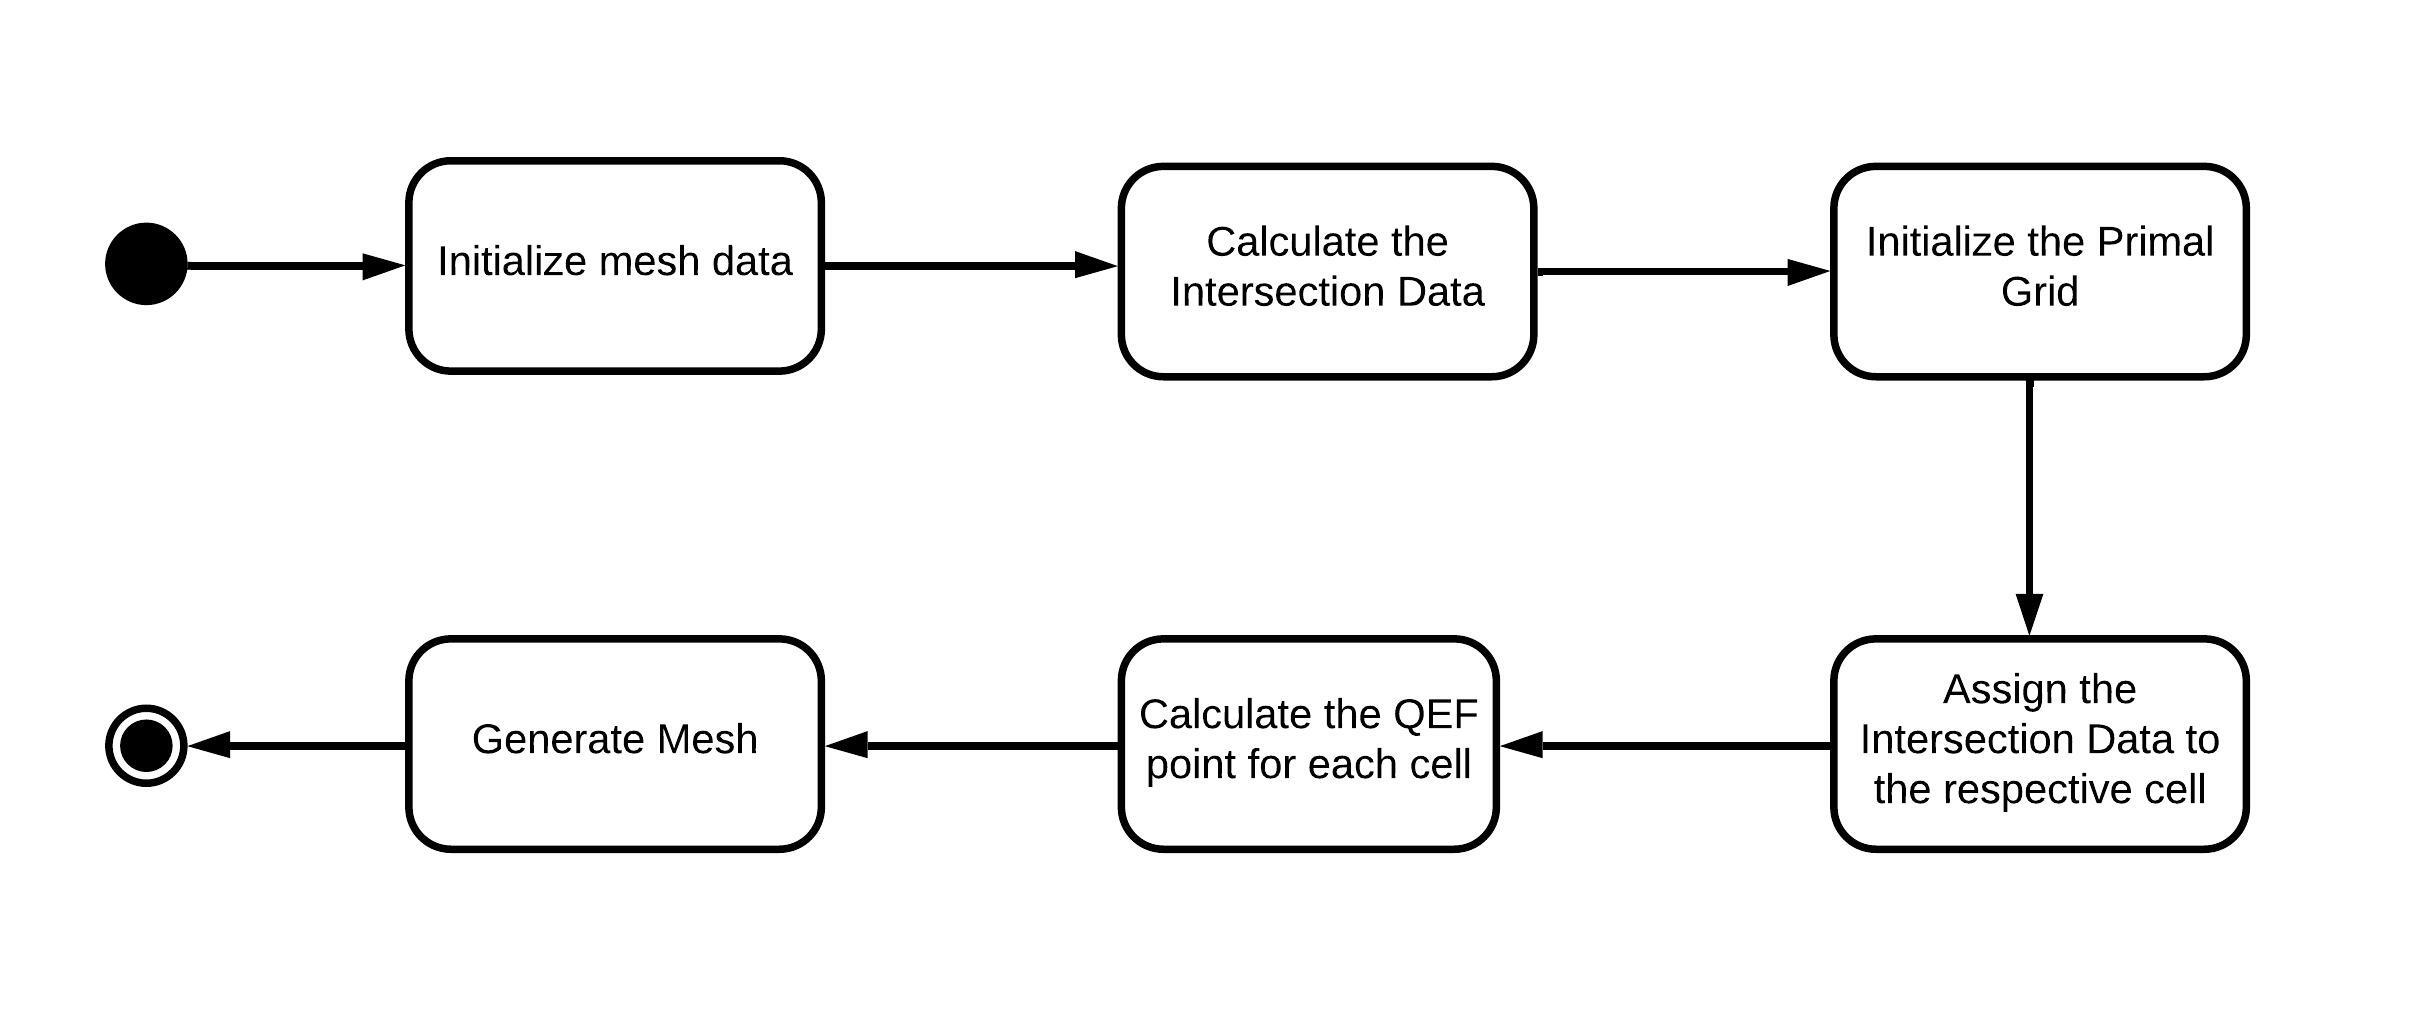 Initialize mesh data
Calculate the
Intersection Data
Initialize the Primal
Grid
Assign the
Intersection Data to
the respective cell
Calculate the QEF
point for each cell
Generate Mesh